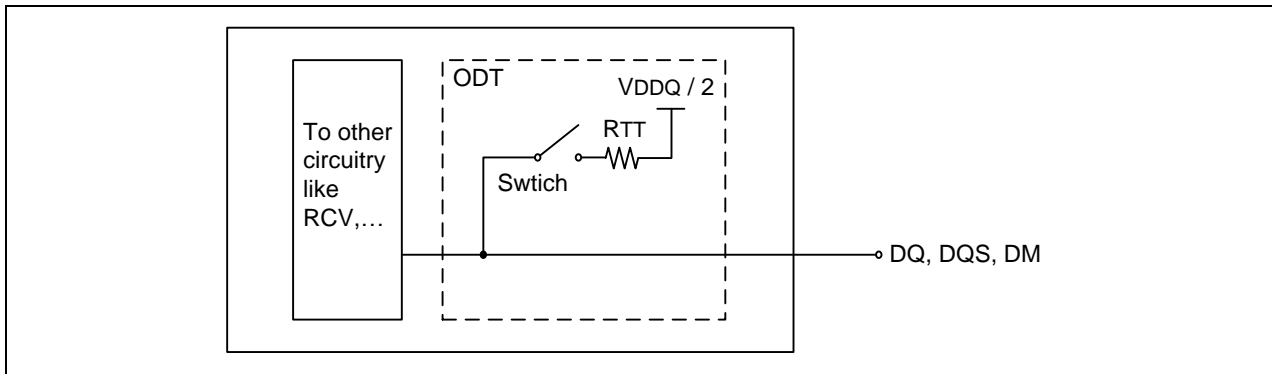 ODT
VDDQ / 2
To other
circuitry
like
RCV,…
RTT
Swtich
DQ, DQS, DM